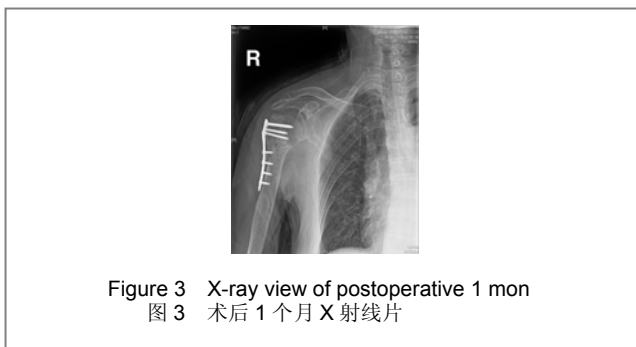 R
Figure 3 X-ray view of postoperative 1 mon
图 3 术后 1 个月 X 射线片